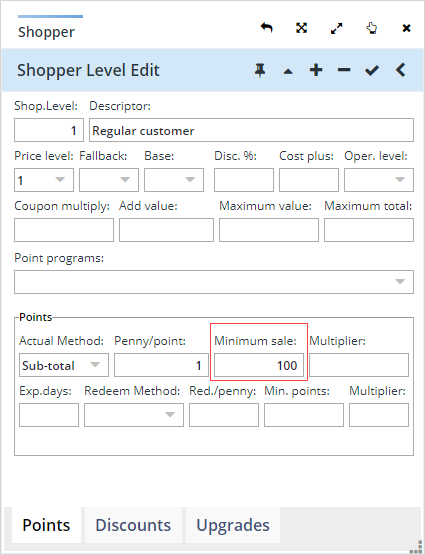 Shopper
Shopper Level Edit
Shop.Level: Descriptor:
1 Regular customer
Price level: Fallback: Base: Disc. %: Cost plus: Oper. level:
1
Coupon multiply: Add value: Maximum value: Maximum total:
Point programs:
Points
Actual Method: Penny/point: Minimum sale: Multiplier:
Sub-total 1 100
Exp.days: Redeem Method: Red./penny: Min. points: Multiplier:
Points Discounts Upgrades